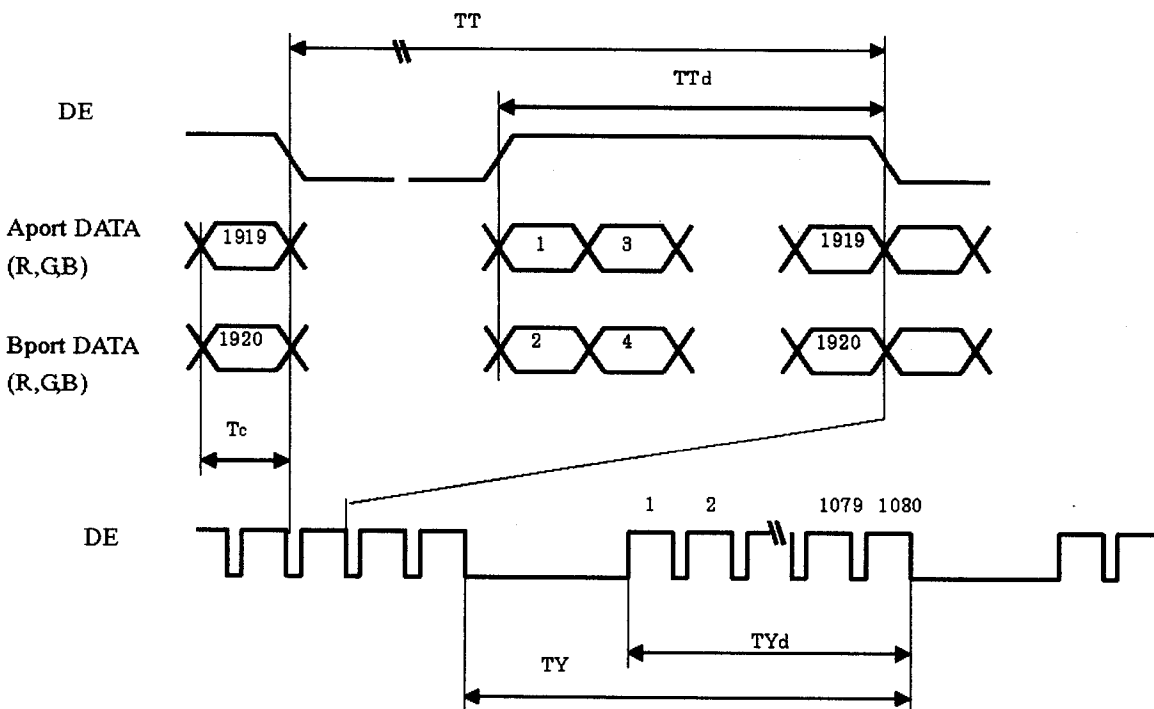 TT
TTd
DE
Aport DATA
(R,G,B)
1919
1
3
1919
Bport DATA
(R,G,B)
1920
2
4
1920
Tc
DE
1
2
1079
1080
TYd
TY